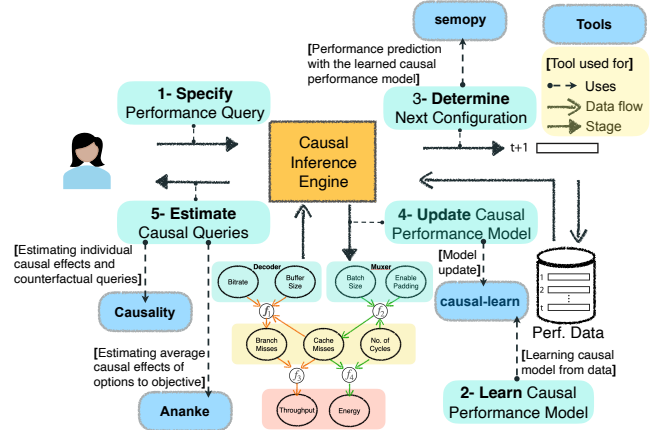 semopy
Tools
[Performance prediction
with the learned causal
performance model]
[Tool used for]
Uses
Data flow
Stage
1- Specify
Performance Query
3- Determine
Next Configuration
Causal
Inference
Engine
t+1
5- Estimate
Causal Queries
4- Update Causal
Performance Model
[Estimating individual
causal effects and
counterfactual queries]
[Model
update]
Decoder
Muxer
Bitrate
Buffer
Size
Batch
Size
Enable
Padding
1
2
⋮
t
Causality
causal-learn
f1
f2
Perf. Data
Branch
Misses
Cache
Misses
No. of
Cycles
[Estimating average
causal effects of
options to objective]
[Learning causal
model from data]
f3
f4
Ananke
Throughput
Energy
2- Learn Causal
Performance Model